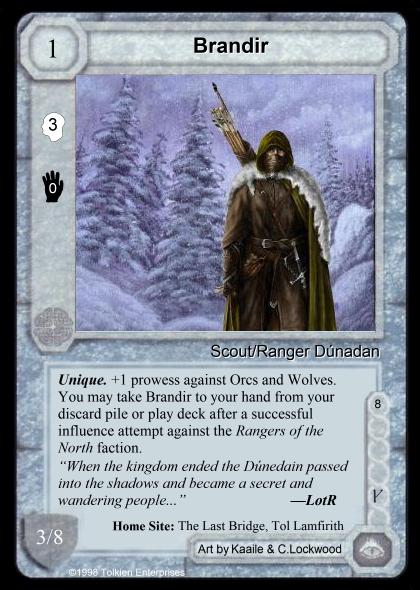 1
Brandir
3
0
Scout/Ranger Dúnadan
Unique. +1 prowess against Orcs and Wolves.
You may take Brandir to your hand from your
discard pile or play deck after a successful
influence attempt against the Rangers of the
North faction.
“When the kingdom ended the Dúnedain passed
into the shadows and became a secret and
wandering people...” —LotR
8
Home Site: The Last Bridge, Tol Lamfirith
3/8
Art by Kaaile & C.Lockwood
©1998 Tolkien Enterprises